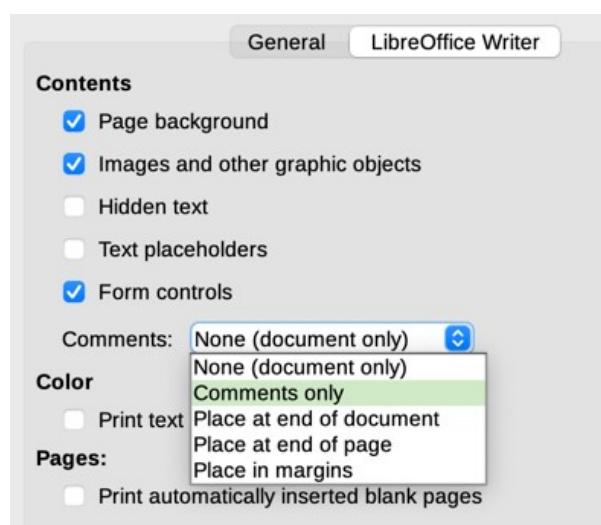 General LibreOffice Writer
Contents
Page background
Images and other graphic objects
Hidden text
Text placeholders
Form controls
Comments: None (document only)
None (document only)
Comments only
Color
Print text Place at end of document
Place at end of page
Pages:
Place in margins
Print automatically inserted blank pages